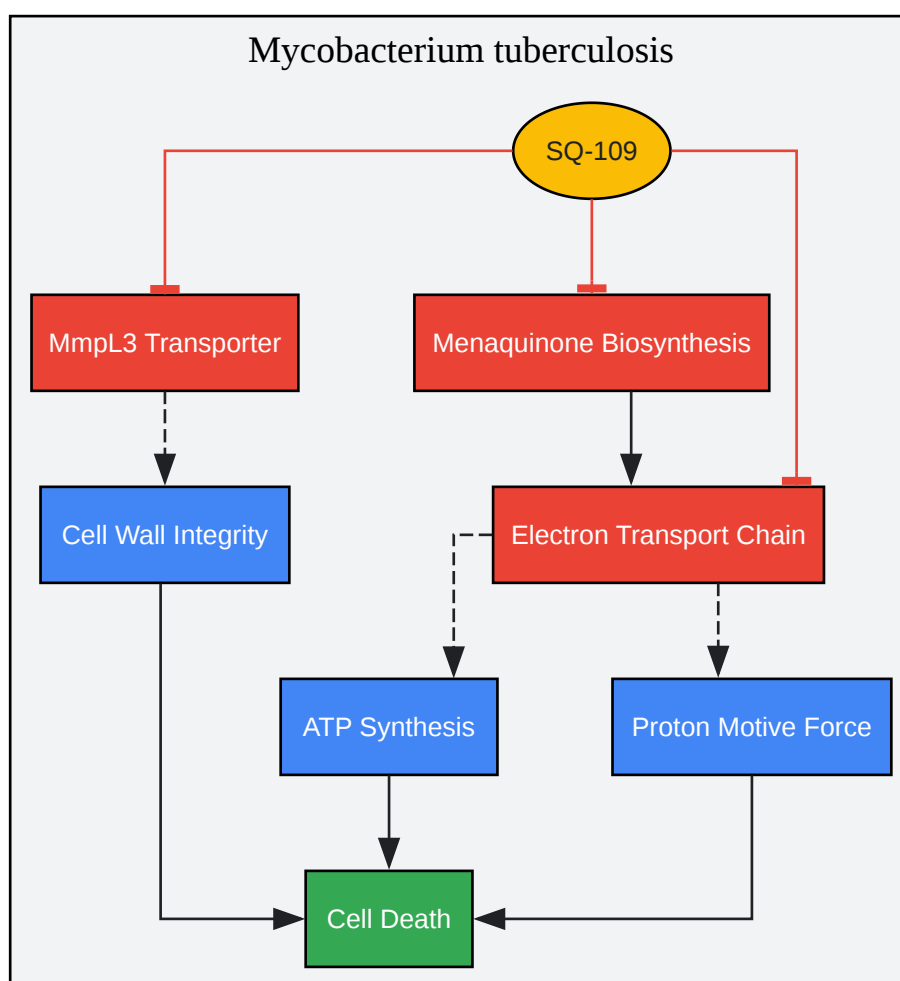 Mycobacterium tuberculosis
SQ-109
MmpL3 Transporter
Menaquinone Biosynthesis
Cell Wall Integrity
Electron Transport Chain
ATP Synthesis
Proton Motive Force
Cell Death